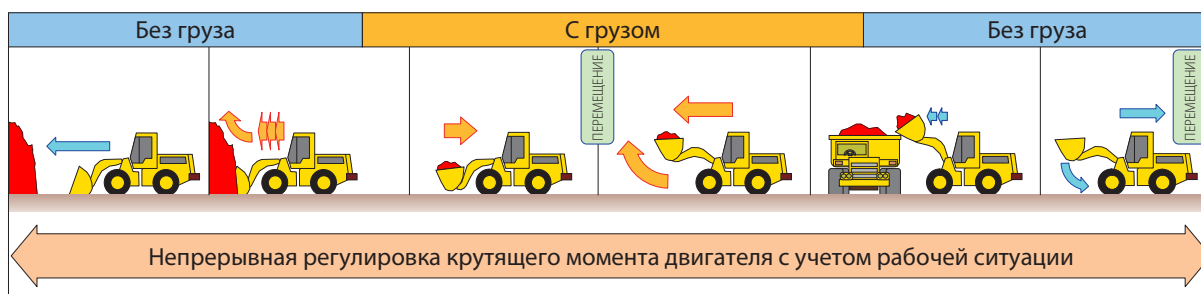 Без груза
С грузом
Без груза
ПЕРЕМЕЩЕНИЕ
ПЕРЕМЕЩЕНИЕ
Непрерывная регулировка крутящего момента двигателя с учетом рабочей ситуации